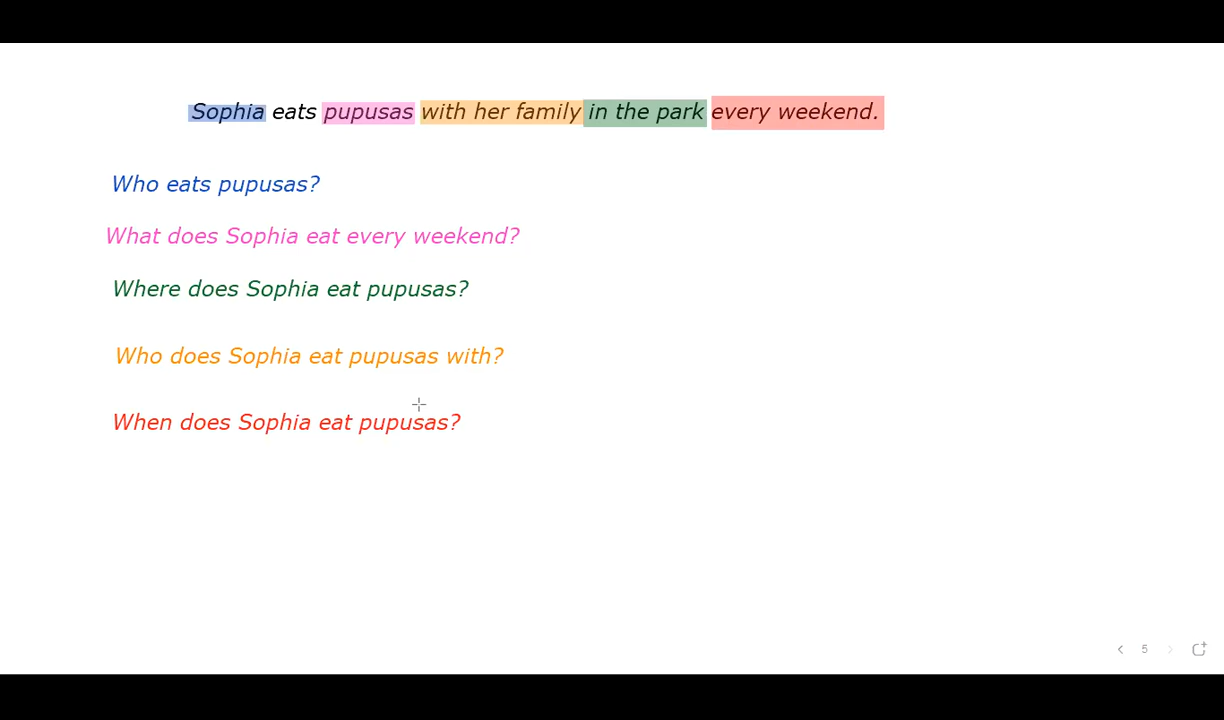 Sophia eats pupusas with her family in the park every weekend.
Who eats pupusas?
What does Sophia eat every weekend?
Where does Sophia eat pupusas?
Who does Sophia eat pupusas with?
When does Sophia eat pupusas?
5